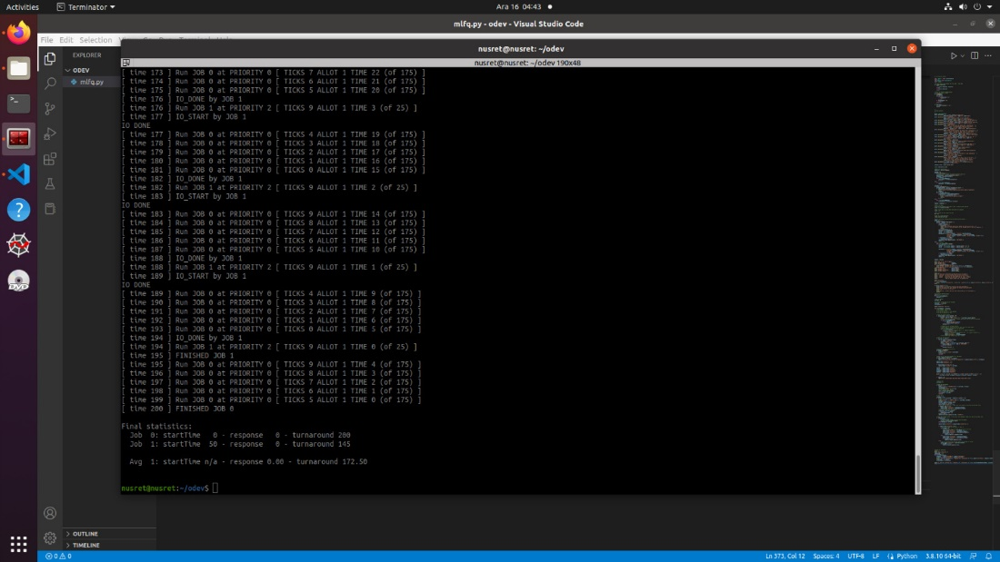 Activities
Terminator
Ara 16 04:43
mlfq.py - odev - Visual Studio Code
File Edit Selection
nusret@nusret: ~/odev
nusret@nusret: ~/odev 190x48
EXPLORER
ODEV
mlfq.py
[ time 173 ] Run JOB 0 at PRIORITY 0 [ TICKS 7 ALLOT 1 TIME 22 (of 175) ]
[ time 174 ] Run JOB 0 at PRIORITY 0 [ TICKS 6 ALLOT 1 TIME 21 (of 175) ]
[ time 175 ] Run JOB 0 at PRIORITY 0 [ TICKS 5 ALLOT 1 TIME 20 (of 175) ]
[ time 176 ] IO_DONE by JOB 1
[ time 176 ] Run JOB 1 at PRIORITY 2 [ TICKS 9 ALLOT 1 TIME 3 (of 25) ]
[ time 177 ] IO_START by JOB 1
IO DONE
[ time 177 ] Run JOB 0 at PRIORITY 0 [ TICKS 4 ALLOT 1 TIME 19 (of 175) ]
[ time 178 ] Run JOB 0 at PRIORITY 0 [ TICKS 3 ALLOT 1 TIME 18 (of 175) ]
[ time 179 ] Run JOB 0 at PRIORITY 0 [ TICKS 2 ALLOT 1 TIME 17 (of 175) ]
[ time 180 ] Run JOB 0 at PRIORITY 0 [ TICKS 1 ALLOT 1 TIME 16 (of 175) ]
[ time 181 ] Run JOB 0 at PRIORITY 0 [ TICKS 0 ALLOT 1 TIME 15 (of 175) ]
[ time 182 ] IO_DONE by JOB 1
[ time 182 ] Run JOB 1 at PRIORITY 2 [ TICKS 9 ALLOT 1 TIME 2 (of 25) ]
[ time 183 ] IO_START by JOB 1
IO DONE
[ time 183 ] Run JOB 0 at PRIORITY 0 [ TICKS 9 ALLOT 1 TIME 14 (of 175) ]
[ time 184 ] Run JOB 0 at PRIORITY 0 [ TICKS 8 ALLOT 1 TIME 13 (of 175) ]
[ time 185 ] Run JOB 0 at PRIORITY 0 [ TICKS 7 ALLOT 1 TIME 12 (of 175) ]
[ time 186 ] Run JOB 0 at PRIORITY 0 [ TICKS 6 ALLOT 1 TIME 11 (of 175) ]
[ time 187 ] Run JOB 0 at PRIORITY 0 [ TICKS 5 ALLOT 1 TIME 10 (of 175) ]
[ time 188 ] IO_DONE by JOB 1
[ time 188 ] Run JOB 1 at PRIORITY 2 [ TICKS 9 ALLOT 1 TIME 1 (of 25) ]
[ time 189 ] IO_START by JOB 1
IO DONE
[ time 189 ] Run JOB 0 at PRIORITY 0 [ TICKS 4 ALLOT 1 TIME 9 (of 175) ]
[ time 190 ] Run JOB 0 at PRIORITY 0 [ TICKS 3 ALLOT 1 TIME 8 (of 175) ]
[ time 191 ] Run JOB 0 at PRIORITY 0 [ TICKS 2 ALLOT 1 TIME 7 (of 175) ]
[ time 192 ] Run JOB 0 at PRIORITY 0 [ TICKS 1 ALLOT 1 TIME 6 (of 175) ]
[ time 193 ] Run JOB 0 at PRIORITY 0 [ TICKS 0 ALLOT 1 TIME 5 (of 175) ]
[ time 194 ] IO_DONE by JOB 1
[ time 194 ] Run JOB 1 at PRIORITY 2 [ TICKS 9 ALLOT 1 TIME 0 (of 25) ]
[ time 195 ] FINISHED JOB 1
[ time 195 ] Run JOB 0 at PRIORITY 0 [ TICKS 9 ALLOT 1 TIME 4 (of 175) ]
[ time 196 ] Run JOB 0 at PRIORITY 0 [ TICKS 8 ALLOT 1 TIME 3 (of 175) ]
[ time 197 ] Run JOB 0 at PRIORITY 0 [ TICKS 7 ALLOT 1 TIME 2 (of 175) ]
[ time 198 ] Run JOB 0 at PRIORITY 0 [ TICKS 6 ALLOT 1 TIME 1 (of 175) ]
[ time 199 ] Run JOB 0 at PRIORITY 0 [ TICKS 5 ALLOT 1 TIME 0 (of 175) ]
[ time 200 ] FINISHED JOB 0
Final statistics:
Job 0: startTime 0 - response 0 - turnaround 200
Job 1: startTime 50 - response 0 - turnaround 145
Avg 1: startTime n/a - response 0.00 - turnaround 172.50
nusret@nusret:~/odev$
OUTLINE
TIMELINE
0 0
Ln 373, Col 12 Spaces: 4 UTF-8 LF Python 3.8.10 64-bit
DVD